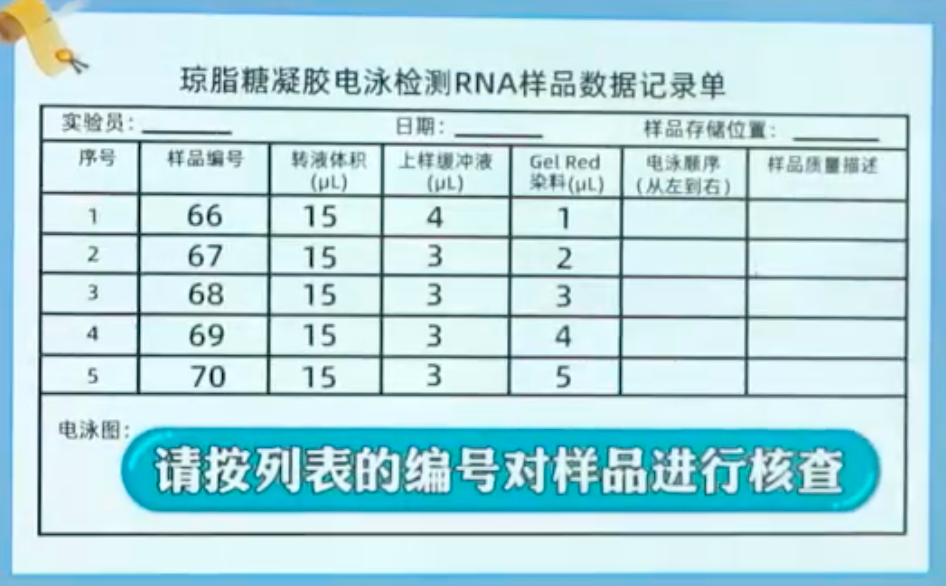 琼脂糖凝胶电泳检测RNA样品数据记录单
实验员: 日期: 样品存储位置:
序号 样品编号 转液体积(μL) 上样缓冲液(μL) Gel Red染料(μL) 电泳顺序(从左到右) 样品质量描述
1 66 15 4 1
2 67 15 3 2
3 68 15 3 3
4 69 15 3 4
5 70 15 3 5
电泳图:
请按列表的编号对样品进行核查